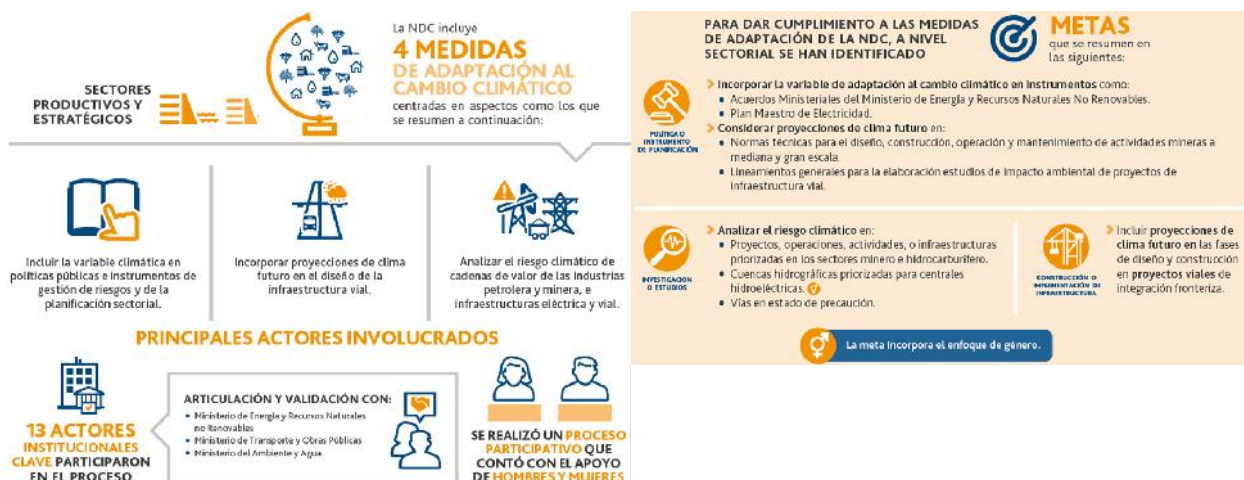 SECTORES
PRODUCTIVOS Y
ESTRATÉGICOS
La NDC incluye
4 MEDIDAS
DE ADAPTACIÓN AL
CAMBIO CLIMÁTICO
centradas en aspectos como los que
se resumen a continuación:
Incluir la variable climática en
políticas públicas e instrumentos de
gestión de riesgos y de la
planificación sectorial.
Incorporar proyecciones de clima
futuro en el diseño de la
infraestructura vial.
Analizar el riesgo climático de
cadenas de valor de las industrias
petrolera y minera, e
infraestructuras eléctrica y vial.
PRINCIPALES ACTORES INVOLUCRADOS
13 ACTORES
INSTITUCIONALES
CLAVE PARTICIPARON
EN EL PROCESO
ARTICULACIÓN Y VALIDACIÓN CON:
• Ministerio de Energía y Recursos Naturales
no Renovables
• Ministerio de Transporte y Obras Públicas
• Ministerio del Ambiente y Agua
SE REALIZÓ UN PROCESO
PARTICIPATIVO QUE
CONTÓ CON EL APOYO
DE HOMBRES Y MUJERES
PARA DAR CUMPLIMIENTO A LAS MEDIDAS
DE ADAPTACIÓN DE LA NDC, A NIVEL
SECTORIAL SE HAN IDENTIFICADO
METAS
que se resumen en
las siguientes:
POLÍTICA O
INSTRUMENTO
DE PLANIFICACIÓN
Incorporar la variable de adaptación al cambio climático en instrumentos como:
• Acuerdos Ministeriales del Ministerio de Energía y Recursos Naturales No Renovables.
• Plan Maestro de Electricidad.
Considerar proyecciones de clima futuro en:
• Normas técnicas para el diseño, construcción, operación y mantenimiento de actividades mineras a
mediana y gran escala.
• Lineamientos generales para la elaboración estudios de impacto ambiental de proyectos de
infraestructura vial.
INVESTIGACIÓN
O ESTUDIOS
Analizar el riesgo climático en:
• Proyectos, operaciones, actividades, o infraestructuras
priorizadas en los sectores minero e hidrocarburífero.
• Cuencas hidrográficas priorizadas para centrales
hidroeléctricas.
• Vías en estado de precaución.
CONSTRUCCIÓN O
IMPLEMENTACIÓN DE
INFRAESTRUCTURA
Incluir proyecciones de
clima futuro en las fases
de diseño y construcción
en proyectos viales de
integración fronteriza.
La meta incorpora el enfoque de género.